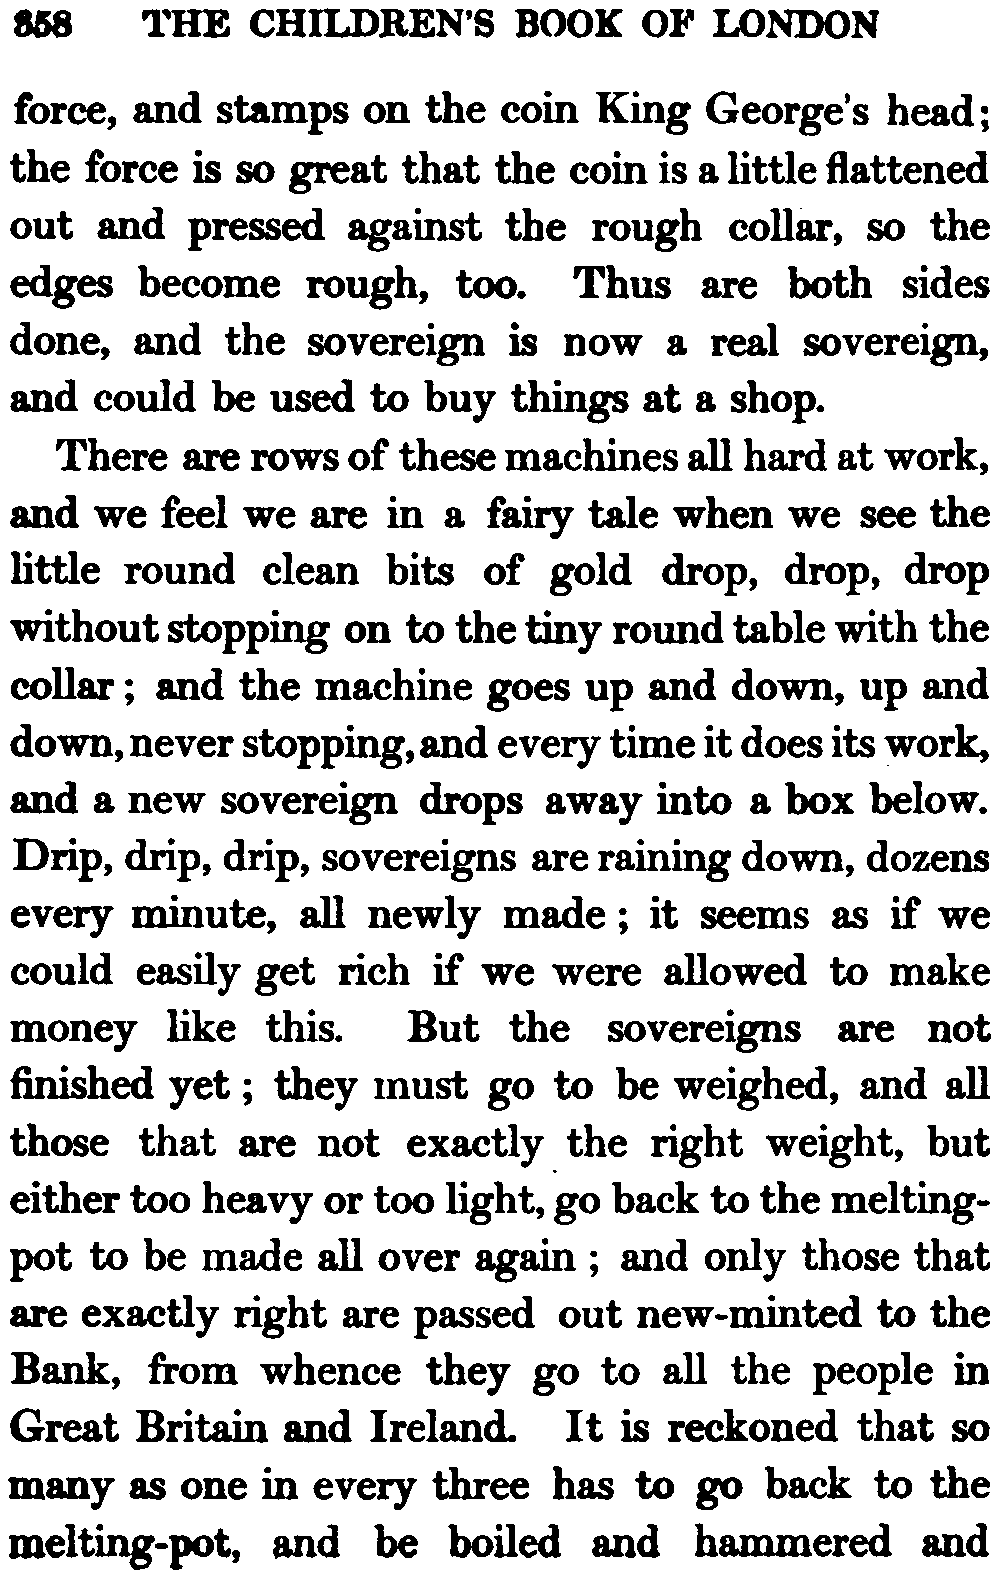 358 THE CHILDREN'S BOOK OF LONDON
force, and stamps on the coin King George's head;
the force is so great that the coin is a little flattened
out and pressed against the rough collar, so the
edges become rough, too. Thus are both sides
done, and the sovereign is now a real sovereign,
and could be used to buy things at a shop.
There are rows of these machines all hard at work,
and we feel we are in a fairy tale when we see the
little round clean bits of gold drop, drop, drop
without stopping on to the tiny round table with the
collar; and the machine goes up and down, up and
down, never stopping, and every time it does its work,
and a new sovereign drops away into a box below.
Drip, drip, drip, sovereigns are raining down, dozens
every minute, all newly made; it seems as if we
could easily get rich if we were allowed to make
money like this. But the sovereigns are not
finished yet; they must go to be weighed, and all
those that are not exactly the right weight, but
either too heavy or too light, go back to the melting-
pot to be made all over again; and only those that
are exactly right are passed out new-minted to the
Bank, from whence they go to all the people in
Great Britain and Ireland. It is reckoned that so
many as one in every three has to go back to the
melting-pot, and be boiled and hammered and